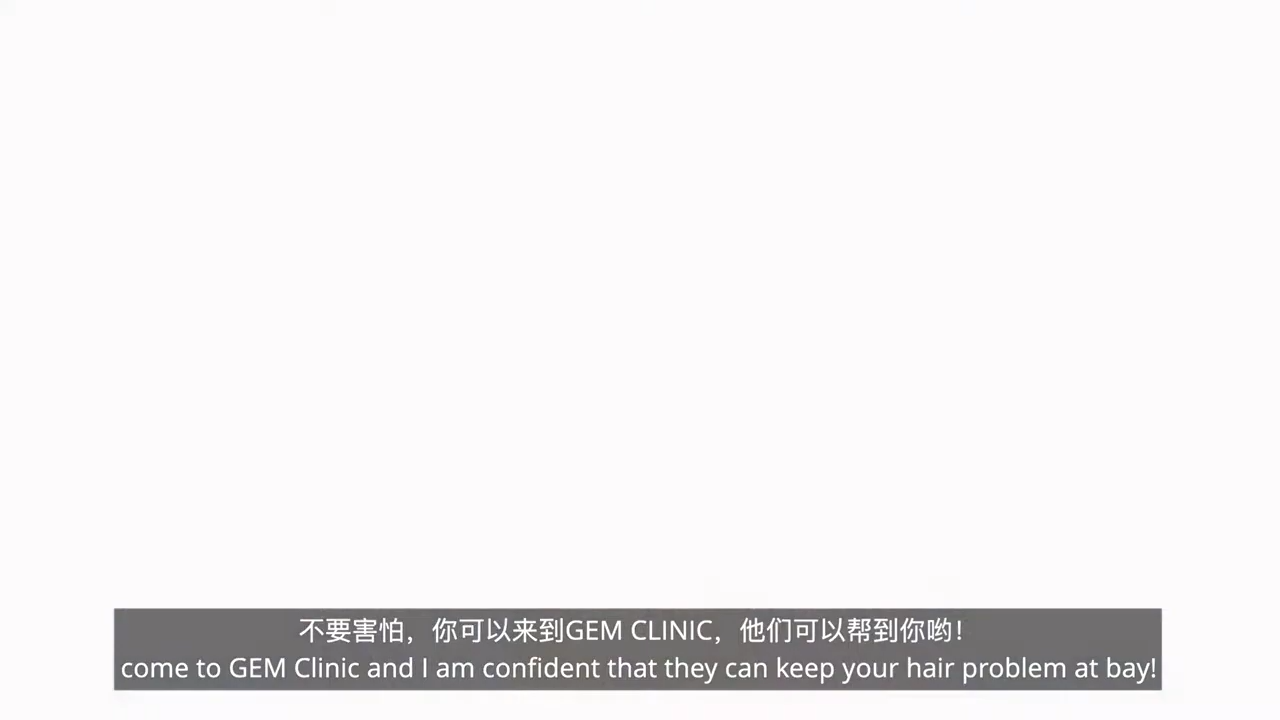 不要害怕，你可以来到GEM CLINIC，他们可以帮到你哟！
come to GEM Clinic and I am confident that they can keep your hair problem at bay!